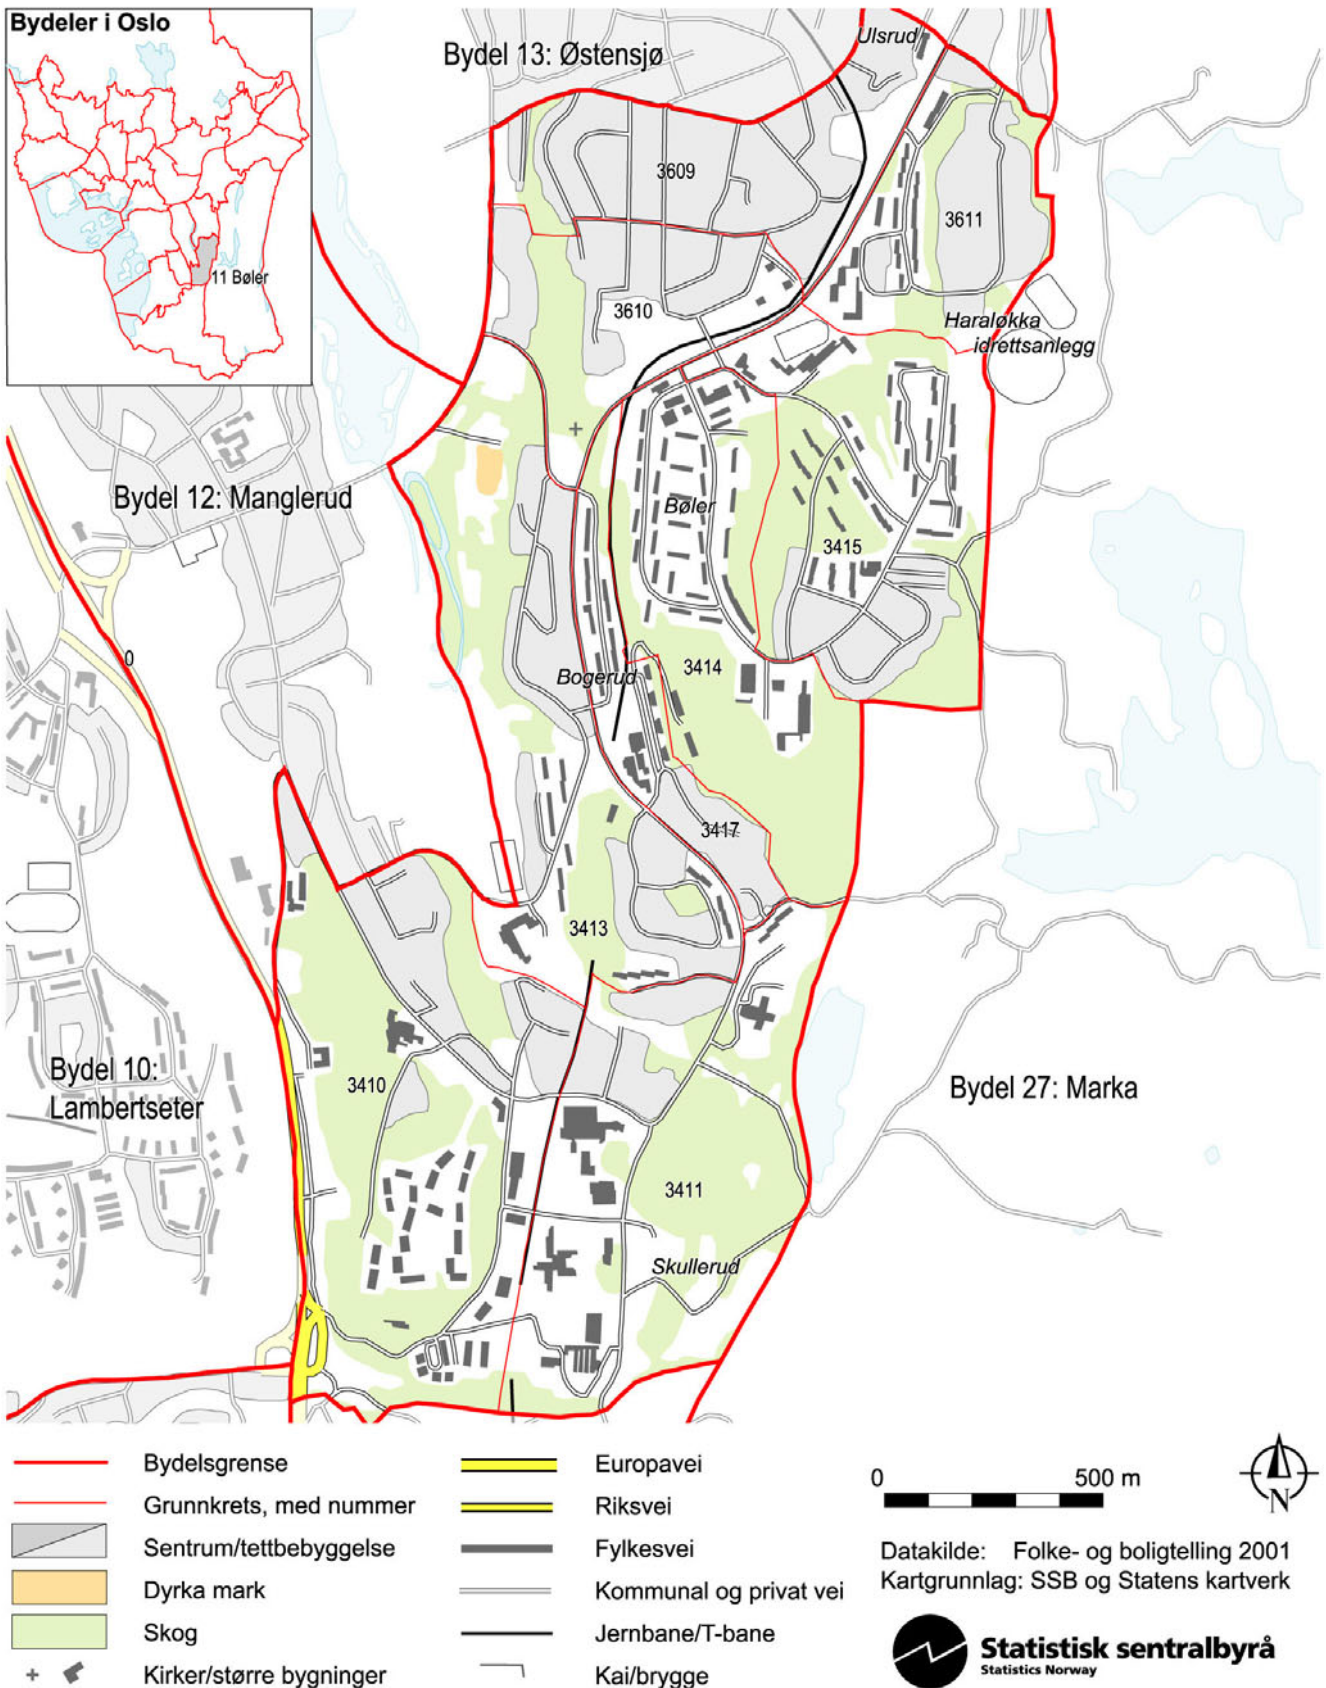 Bydeler i Oslo
11 Bøler
Bydel 13: Østensjø
Ulsrud
3609
3611
3610
Haraløkka
idrettsanlegg
Bydel 12: Manglerud
Bøler
3415
0
3414
Bogerud
3417
3413
Bydel 10:
Lambertseter
3410
Bydel 27: Marka
3411
Skullerud
Bydelsgrense
Grunnkrets, med nummer
Sentrum/tettbebyggelse
Dyrka mark
Skog
Kirker/større bygninger
Europavei
Riksvei
Fylkesvei
Kommunal og privat vei
Jernbane/T-bane
Kai/brygge
0 500 m
N
Datakilde: Folke- og boligtelling 2001
Kartgrunnlag: SSB og Statens kartverk
Statistisk sentralbyrå
Statistics Norway